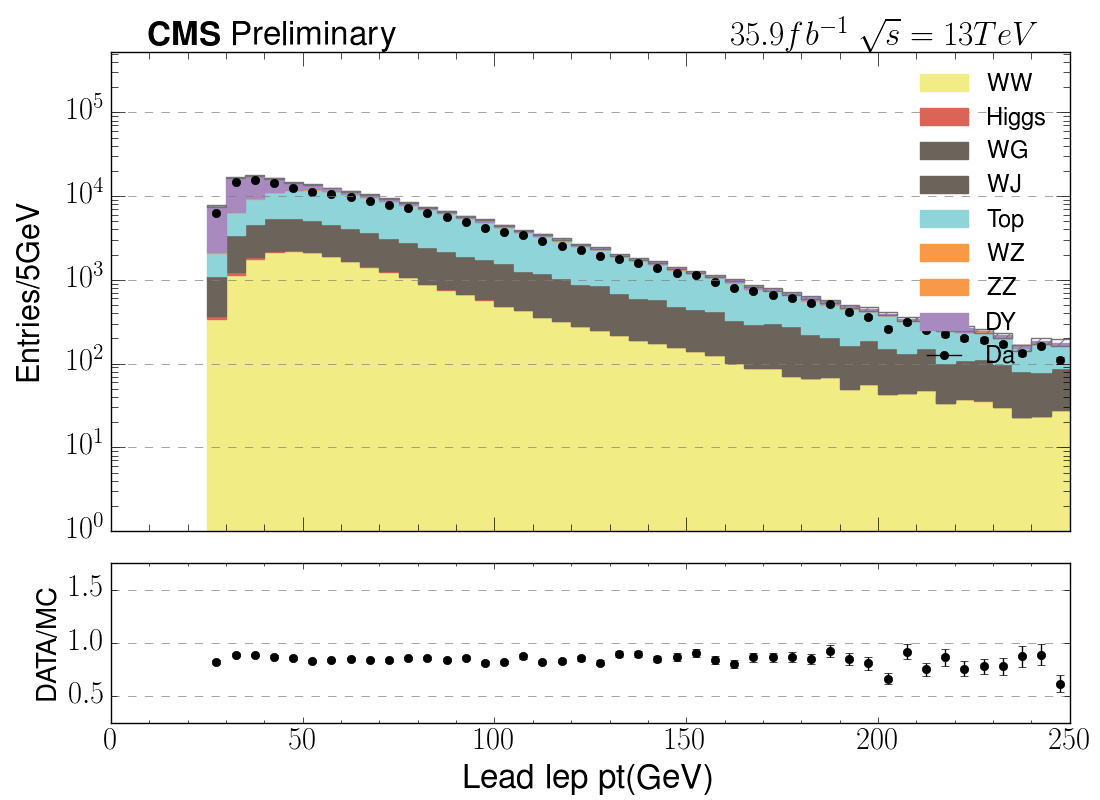 CMS Preliminary 35.9fb⁻¹ √s = 13TeV
WW
Higgs
WG
WJ
Top
WZ
ZZ
DY
Da
Entries/5GeV
10⁵
10⁴
10³
10²
10¹
10⁰
DATA/MC
1.5
1.0
0.5
0 50 100 150 200 250
Lead lep pt(GeV)